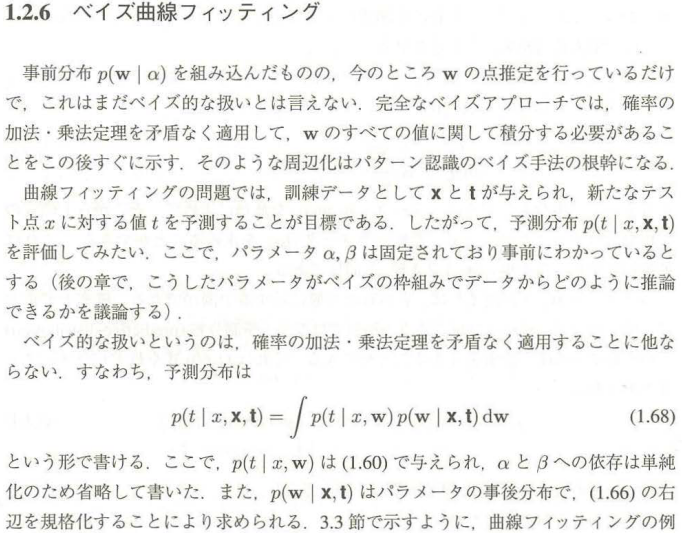 1.2.6 ベイズ曲線フィッティング
事前分布 p(w | α) を組み込んだものの，今のところ w の点推定を行っているだけ
で，これはまだベイズ的な扱いとは言えない．完全なベイズアプローチでは，確率の
加法・乗法定理を矛盾なく適用して，w のすべての値に関して積分する必要があるこ
とをこの後すぐに示す．そのような周辺化はパターン認識のベイズ手法の根幹になる．
曲線フィッティングの問題では，訓練データとして x と t が与えられ，新たなテス
ト点 x に対する値 t を予測することが目標である．したがって，予測分布 p(t | x, x, t)
を評価してみたい．ここで，パラメータ α, β は固定されており事前にわかっていると
する（後の章で，こうしたパラメータがベイズの枠組みでデータからどのように推論
できるかを議論する）．
ベイズ的な扱いというのは，確率の加法・乗法定理を矛盾なく適用することに他な
らない．すなわち，予測分布は
p(t | x, x, t) = ∫ p(t | x, w) p(w | x, t) dw (1.68)
という形で書ける．ここで，p(t | x, w) は (1.60) で与えられ，α と β への依存は単純
化のため省略して書いた．また，p(w | x, t) はパラメータの事後分布で，(1.66) の右
辺を規格化することにより求められる．3.3 節で示すように，曲線フィッティングの例